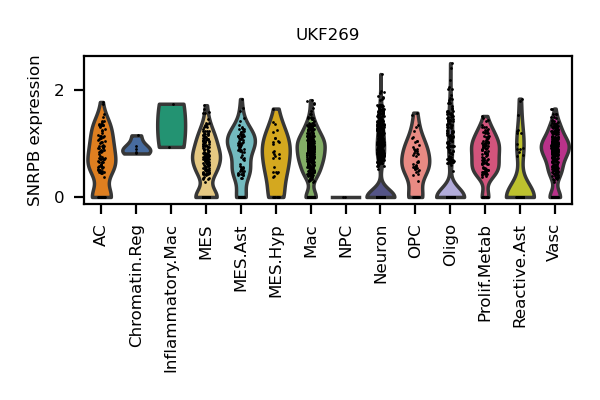 UKF269
SNRPB expression
2
0
AC
Chromatin.Reg
Inflammatory.Mac
MES
MES.Ast
MES.Hyp
Mac
NPC
Neuron
OPC
Oligo
Prolif.Metab
Reactive.Ast
Vasc